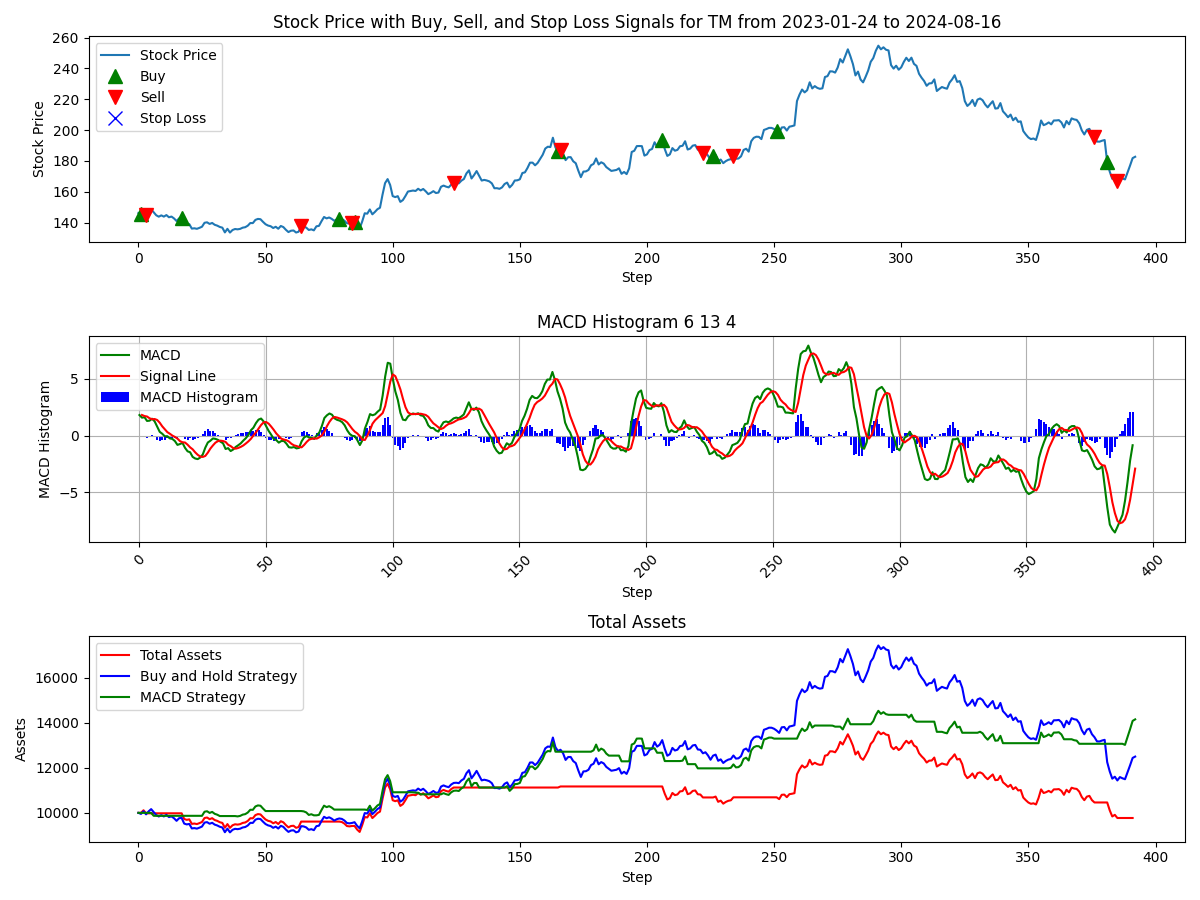 Stock Price with Buy, Sell, and Stop Loss Signals for TM from 2023-01-24 to 2024-08-16
260
240
220
200
180
160
140
Stock Price
Stock Price
Buy
Sell
Stop Loss
0 50 100 150 200 250 300 350 400
Step
MACD Histogram 6 13 4
5
0
−5
MACD Histogram
MACD
Signal Line
MACD Histogram
0 50 100 150 200 250 300 350 400
Step
Total Assets
16000
14000
12000
10000
Assets
Total Assets
Buy and Hold Strategy
MACD Strategy
0 50 100 150 200 250 300 350 400
Step